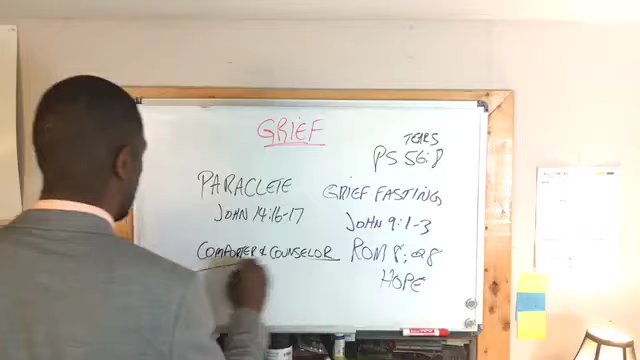 GRIEF
TEARS
PS 56:8
PARACLETE
JOHN 14:16-17
COMFORTER & COUNSELOR
GRIEF FASTING
JOHN 9:1-3
ROM 8:28
HOPE